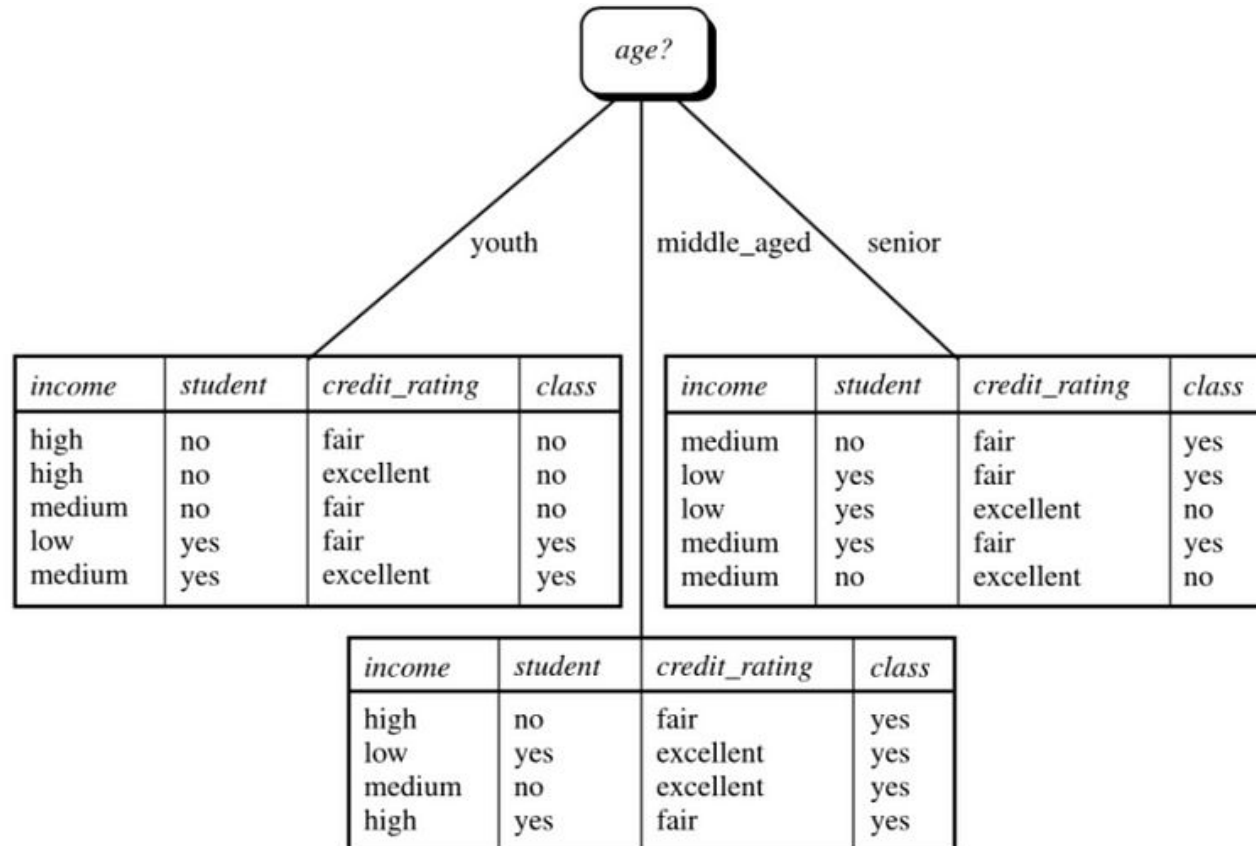 age?
youth
middle_aged
senior
income student credit_rating class
high no fair no
high no excellent no
medium no fair no
low yes fair yes
medium yes excellent yes
income student credit_rating class
medium no fair yes
low yes fair yes
low yes excellent no
medium yes fair yes
medium no excellent no
income student credit_rating class
high no fair yes
low yes excellent yes
medium no excellent yes
high yes fair yes